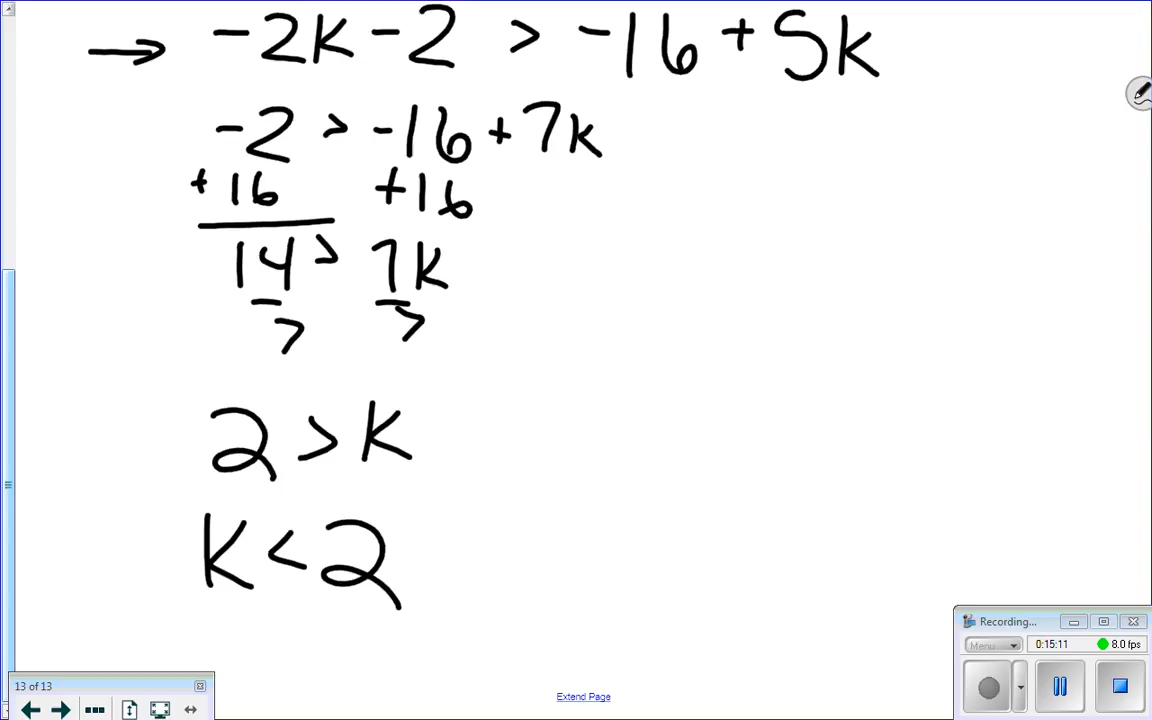 → -2k-2 > -16+5k
-2 > -16+7k
+16 +16
14 > 7k
7 7
2 > k
k < 2
Recording...
Menu
0:15:11 8.0 fps
13 of 13
Extend Page